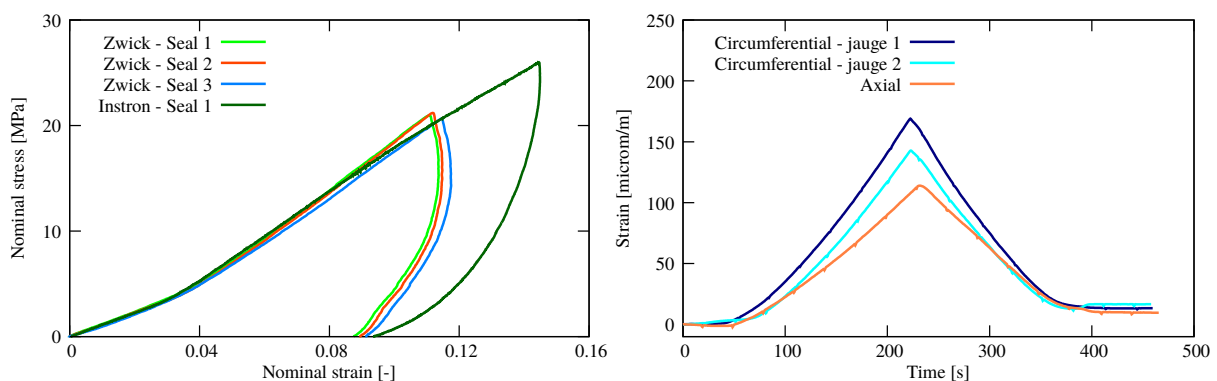 30
20
10
0
0
0.04
0.08
0.12
0.16
Nominal stress [MPa]
Nominal strain [-]
Zwick - Seal 1
Zwick - Seal 2
Zwick - Seal 3
Instron - Seal 1
250
200
150
100
50
0
0
100
200
300
400
500
Strain [microm/m]
Time [s]
Circumferential - jauge 1
Circumferential - jauge 2
Axial